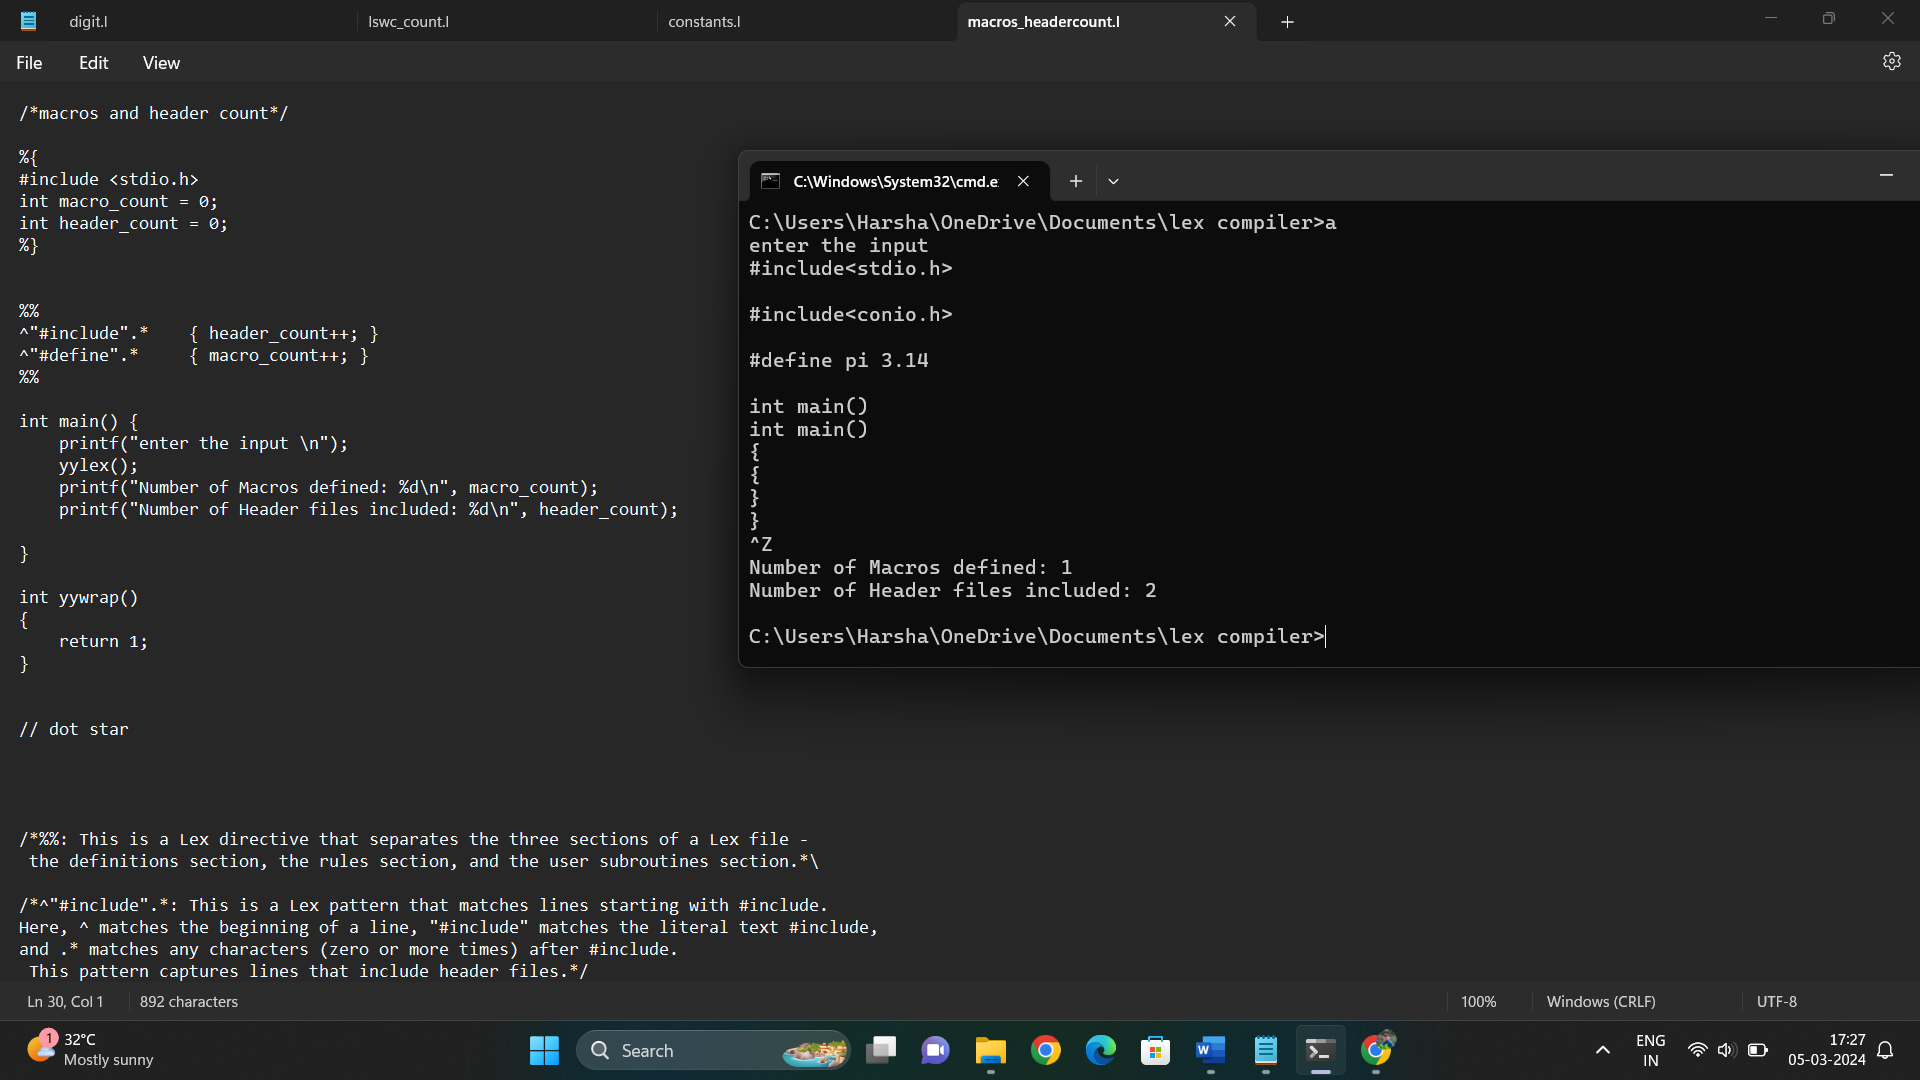 digit.l
lswc_count.l
constants.l
macros_headercount.l
File
Edit
View
/*macros and header count*/
%{
#include <stdio.h>
int macro_count = 0;
int header_count = 0;
%}
%%
^"#include".*    { header_count++; }
^"#define".*     { macro_count++; }
%%
int main() {
    printf("enter the input \n");
    yylex();
    printf("Number of Macros defined: %d\n", macro_count);
    printf("Number of Header files included: %d\n", header_count);
}
int yywrap()
{
    return 1;
}
// dot star
/*%%: This is a Lex directive that separates the three sections of a Lex file -
 the definitions section, the rules section, and the user subroutines section.*\
/*^"#include".*: This is a Lex pattern that matches lines starting with #include.
Here, ^ matches the beginning of a line, "#include" matches the literal text #include,
and .* matches any characters (zero or more times) after #include.
 This pattern captures lines that include header files.*/
C:\Windows\System32\cmd.e
C:\Users\Harsha\OneDrive\Documents\lex compiler>a
enter the input
#include<stdio.h>
#include<conio.h>
#define pi 3.14
int main()
int main()
{
{
}
}
^Z
Number of Macros defined: 1
Number of Header files included: 2
C:\Users\Harsha\OneDrive\Documents\lex compiler>
Ln 30, Col 1
892 characters
100%
Windows (CRLF)
UTF-8
1
32°C
Mostly sunny
Search
W
ENG
IN
17:27
05-03-2024